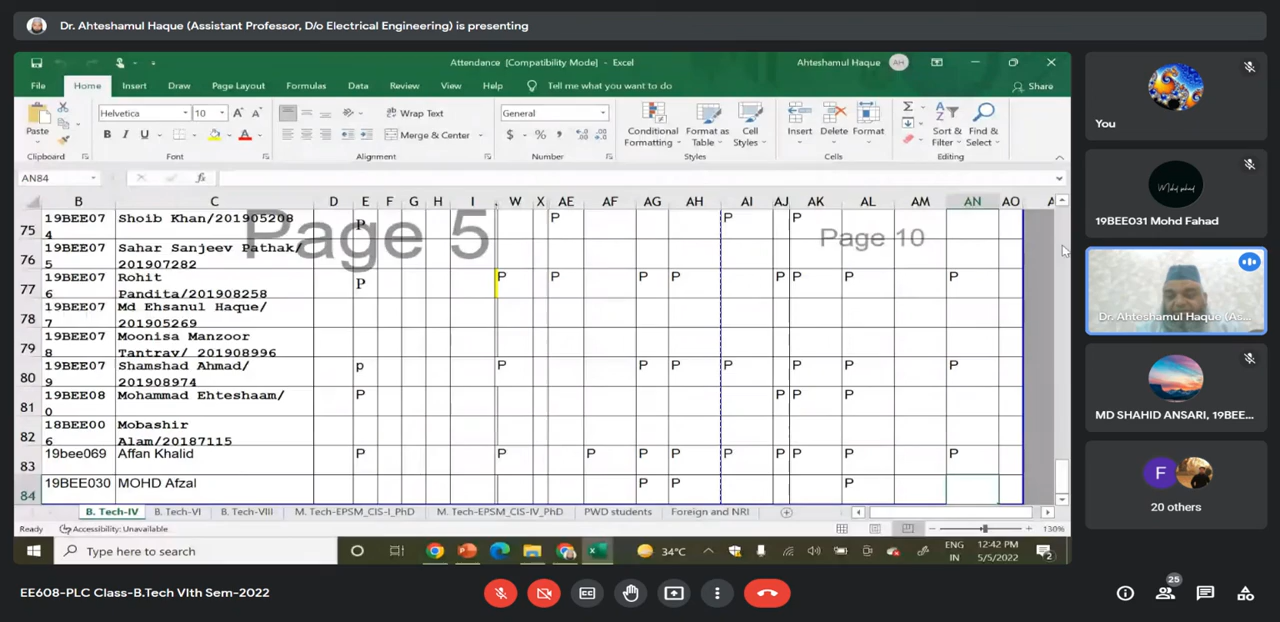 Dr. Ahteshamul Haque (Assistant Professor, D/o Electrical Engineering) is presenting
Attendance [Compatibility Mode] - Excel
Ahteshamul Haque AH
File Home Insert Draw Page Layout Formulas Data Review View Help Tell me what you want to do Share
Paste Helvetica 10 Wrap Text General Conditional Format as Cell Insert Delete Format Sort & Find &
B I U Merge & Center $ % Formatting Table Styles Filter Select
Clipboard Font Alignment Number Styles Cells Editing
AN84 fx
B C D E F G H I W X AE AF AG AH AI AJ AK AL AM AN AO
Page 5
Page 10
75 19BEE07 Shoib Khan/201905208 P P P P
4
76 19BEE07 Sahar Sanjeev Pathak/
5 201907282
77 19BEE07 Rohit P P P P P P P P P
6 Pandita/201908258
78 19BEE07 Md Ehsanul Haque/
7 201905269
79 19BEE07 Moonisa Manzoor
8 Tantray/ 201908996
80 19BEE07 Shamshad Ahmad/ p P P P P P P P
9 201908974
81 19BEE08 Mohammad Ehteshaam/ P P P P
0
82 18BEE00 Mobashir
6 Alam/20187115
83 19bee069 Affan Khalid P P P P P P P P P P
84 19BEE030 MOHD Afzal P P P
B. Tech-IV B. Tech-VI B. Tech-VIII M. Tech-EPSM_CIS-I_PhD M. Tech-EPSM_CIS-IV_PhD PWD students Foreign and NRI
Ready Accessibility: Unavailable 130%
Type here to search 34°C ENG 12:42 PM
IN 5/5/2022 2
You
Mohd fahad
19BEE031 Mohd Fahad
Dr. Ahteshamul Haque (As...
MD SHAHID ANSARI, 19BEE...
F
20 others
EE608-PLC Class-B.Tech VIth Sem-2022
25